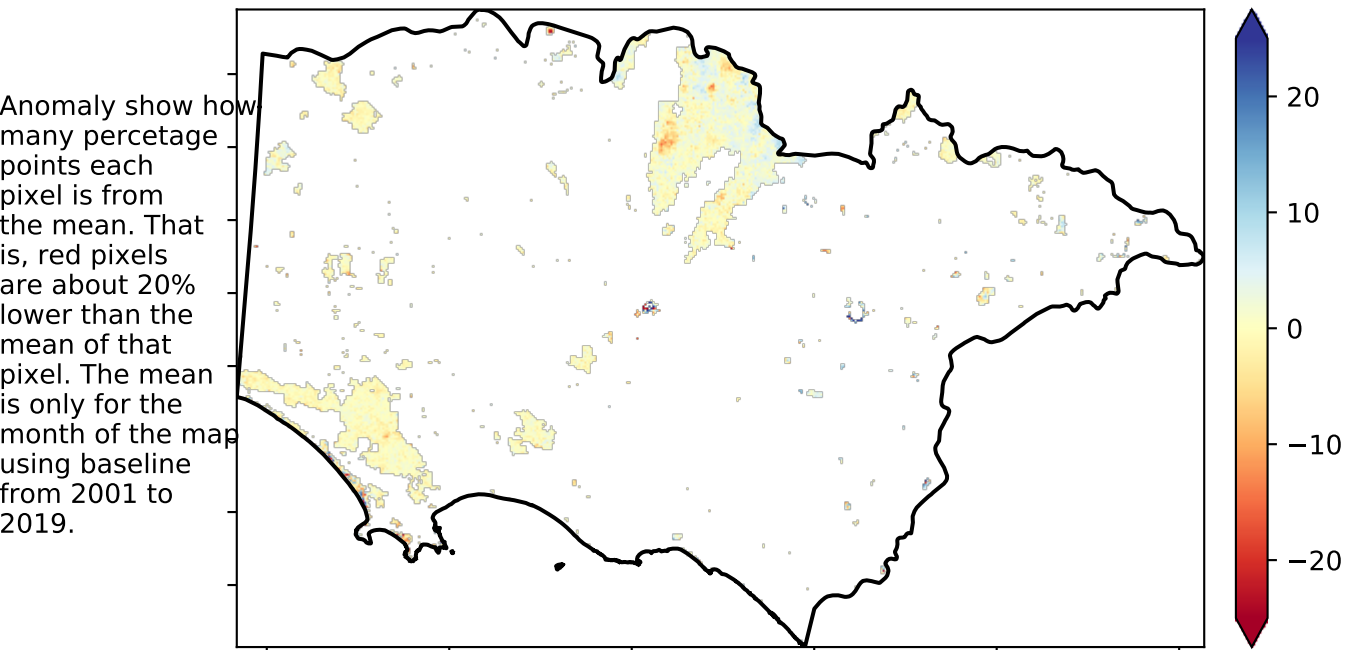 Anomaly show how
many percetage
points each
pixel is from
the mean. That
is, red pixels
are about 20%
lower than the
mean of that
pixel. The mean
is only for the
month of the map
using baseline
from 2001 to
2019.
20
10
0
−10
−20